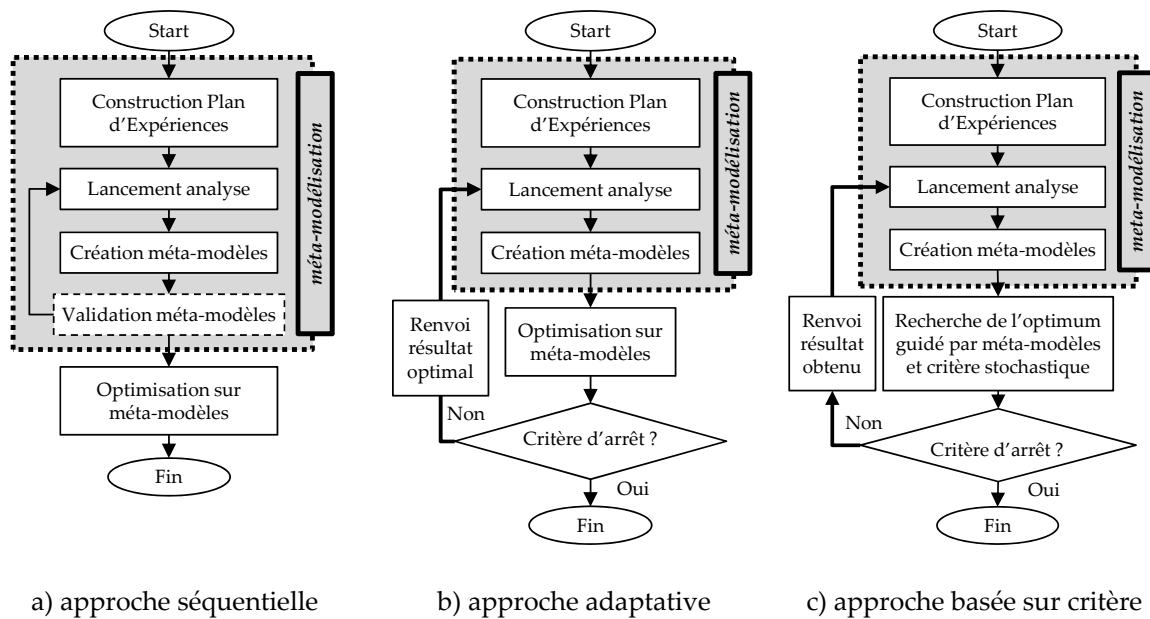 Start
Construction Plan
d'Expériences
Lancement analyse
Création méta-modèles
Validation méta-modèles
méta-modélisation
Optimisation sur
méta-modèles
Fin
a) approche séquentielle
Start
Construction Plan
d'Expériences
Lancement analyse
Création méta-modèles
méta-modélisation
Renvoi
résultat
optimal
Optimisation sur
méta-modèles
Non
Critère d'arrêt ?
Oui
Fin
b) approche adaptative
Start
Construction Plan
d'Expériences
Lancement analyse
Création méta-modèles
meta-modélisation
Renvoi
résultat
obtenu
Recherche de l'optimum
guidé par méta-modèles
et critère stochastique
Non
Critère d'arrêt ?
Oui
Fin
c) approche basée sur critère